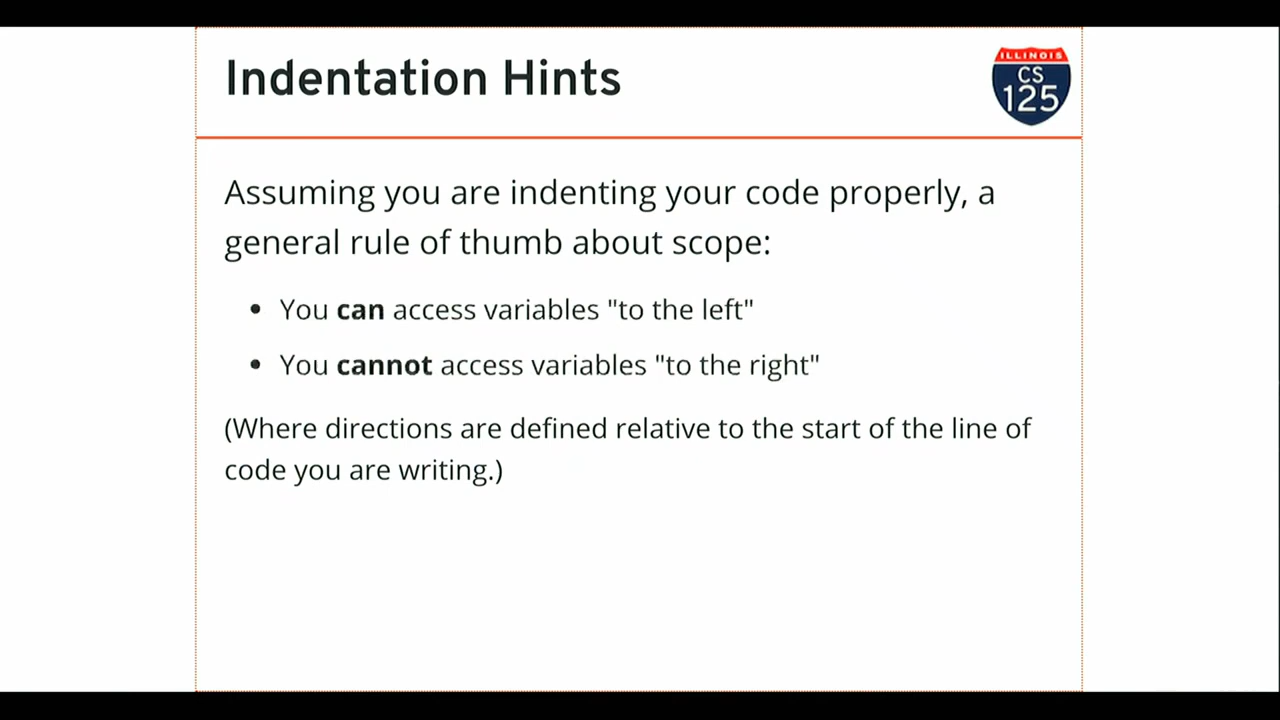 Indentation Hints
ILLINOIS
CS
125
Assuming you are indenting your code properly, a
general rule of thumb about scope:
• You can access variables "to the left"
• You cannot access variables "to the right"
(Where directions are defined relative to the start of the line of
code you are writing.)